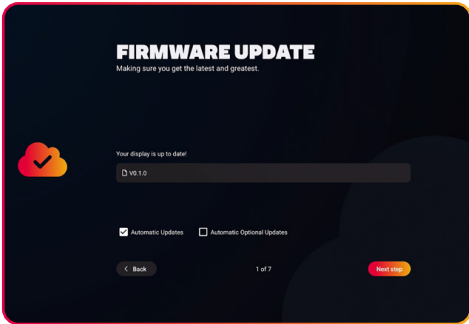 FIRMWARE UPDATE
Making sure you get the latest and greatest.
Your display is up to date!
V0.1.0
Automatic Updates
Automatic Optional Updates
Back
1 of 7
Next step